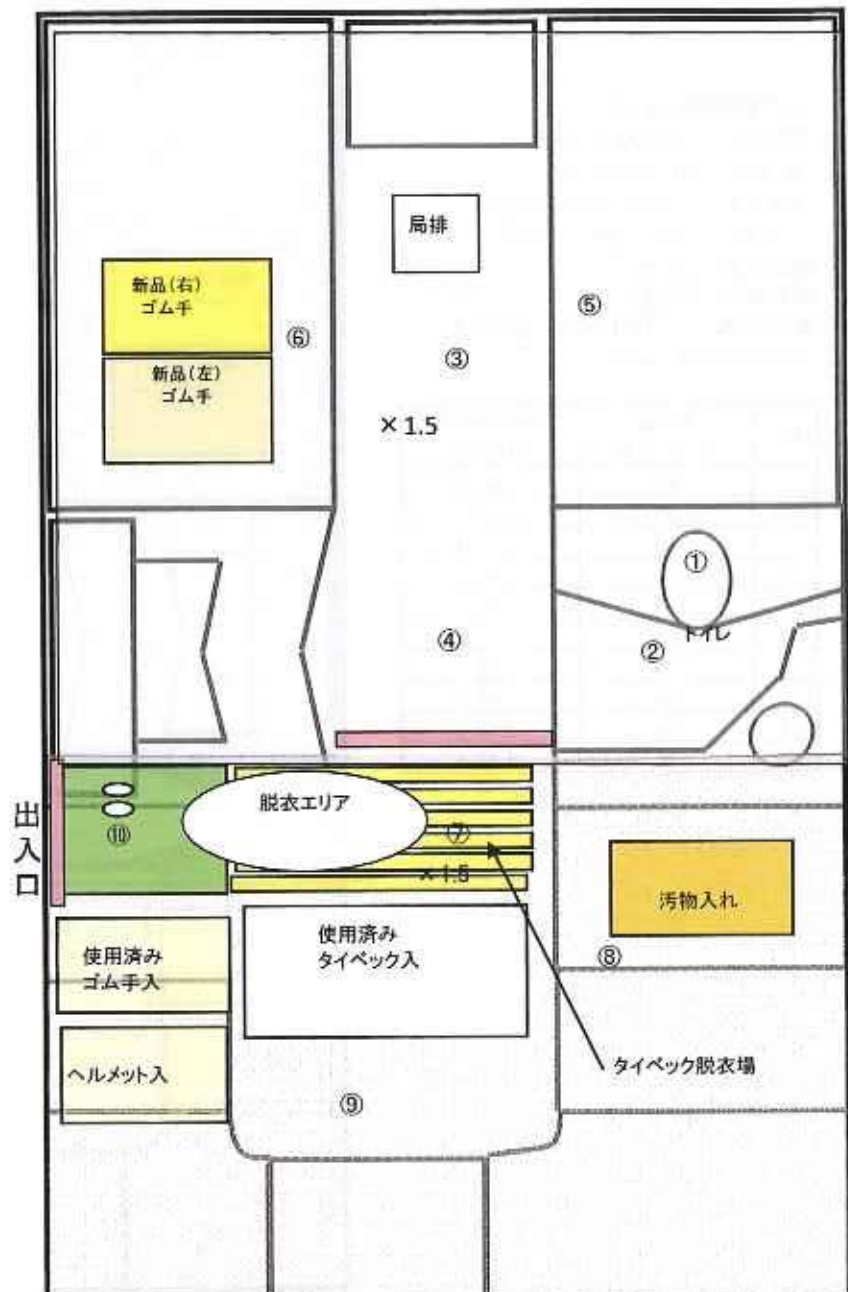 局排
新品(右)
ゴム手
⑥
⑤
③
新品(左)
ゴム手
×1.5
①
④
②
トイレ
出入口
⑩
脱衣エリア
⑦
×1.5
汚物入れ
使用済み
ゴム手入
使用済み
タイベック入
⑧
ヘルメット入
タイベック脱衣場
⑨